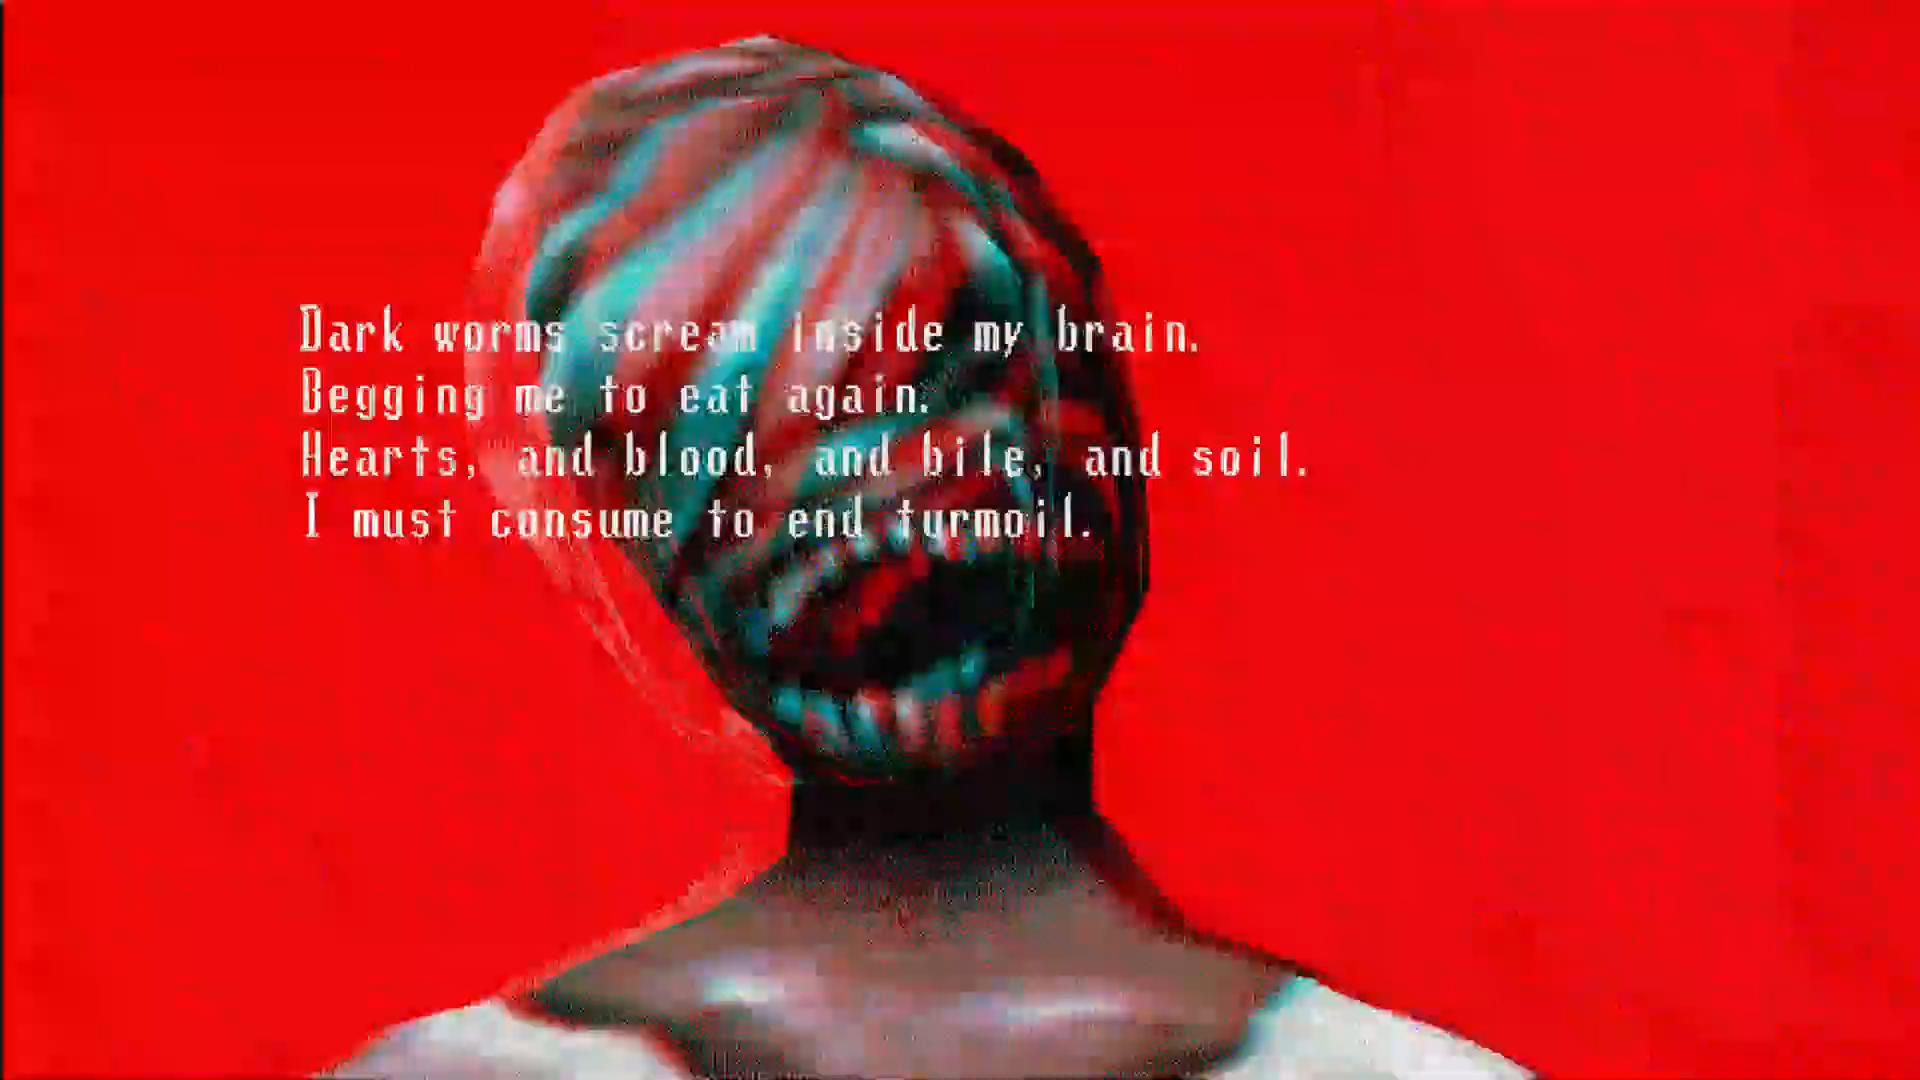 Dark worms scream inside my brain.
Begging me to eat again.
Hearts, and blood, and bile, and soil.
I must consume to end turmoil.